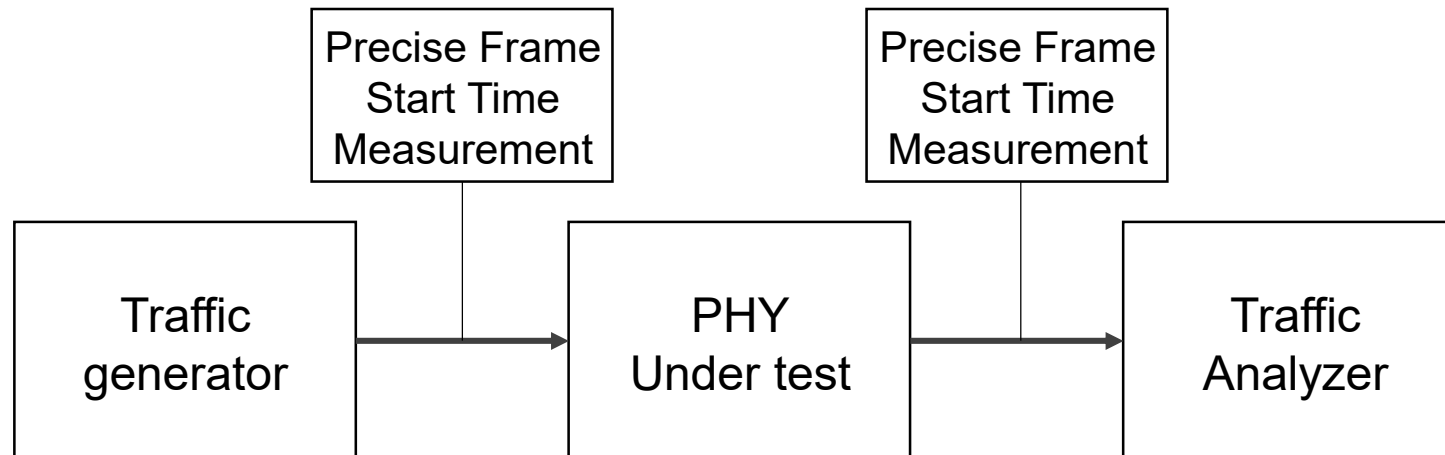 Precise Frame
Start Time
Measurement
Precise Frame
Start Time
Measurement
Traffic
generator
PHY
Under test
Traffic
Analyzer